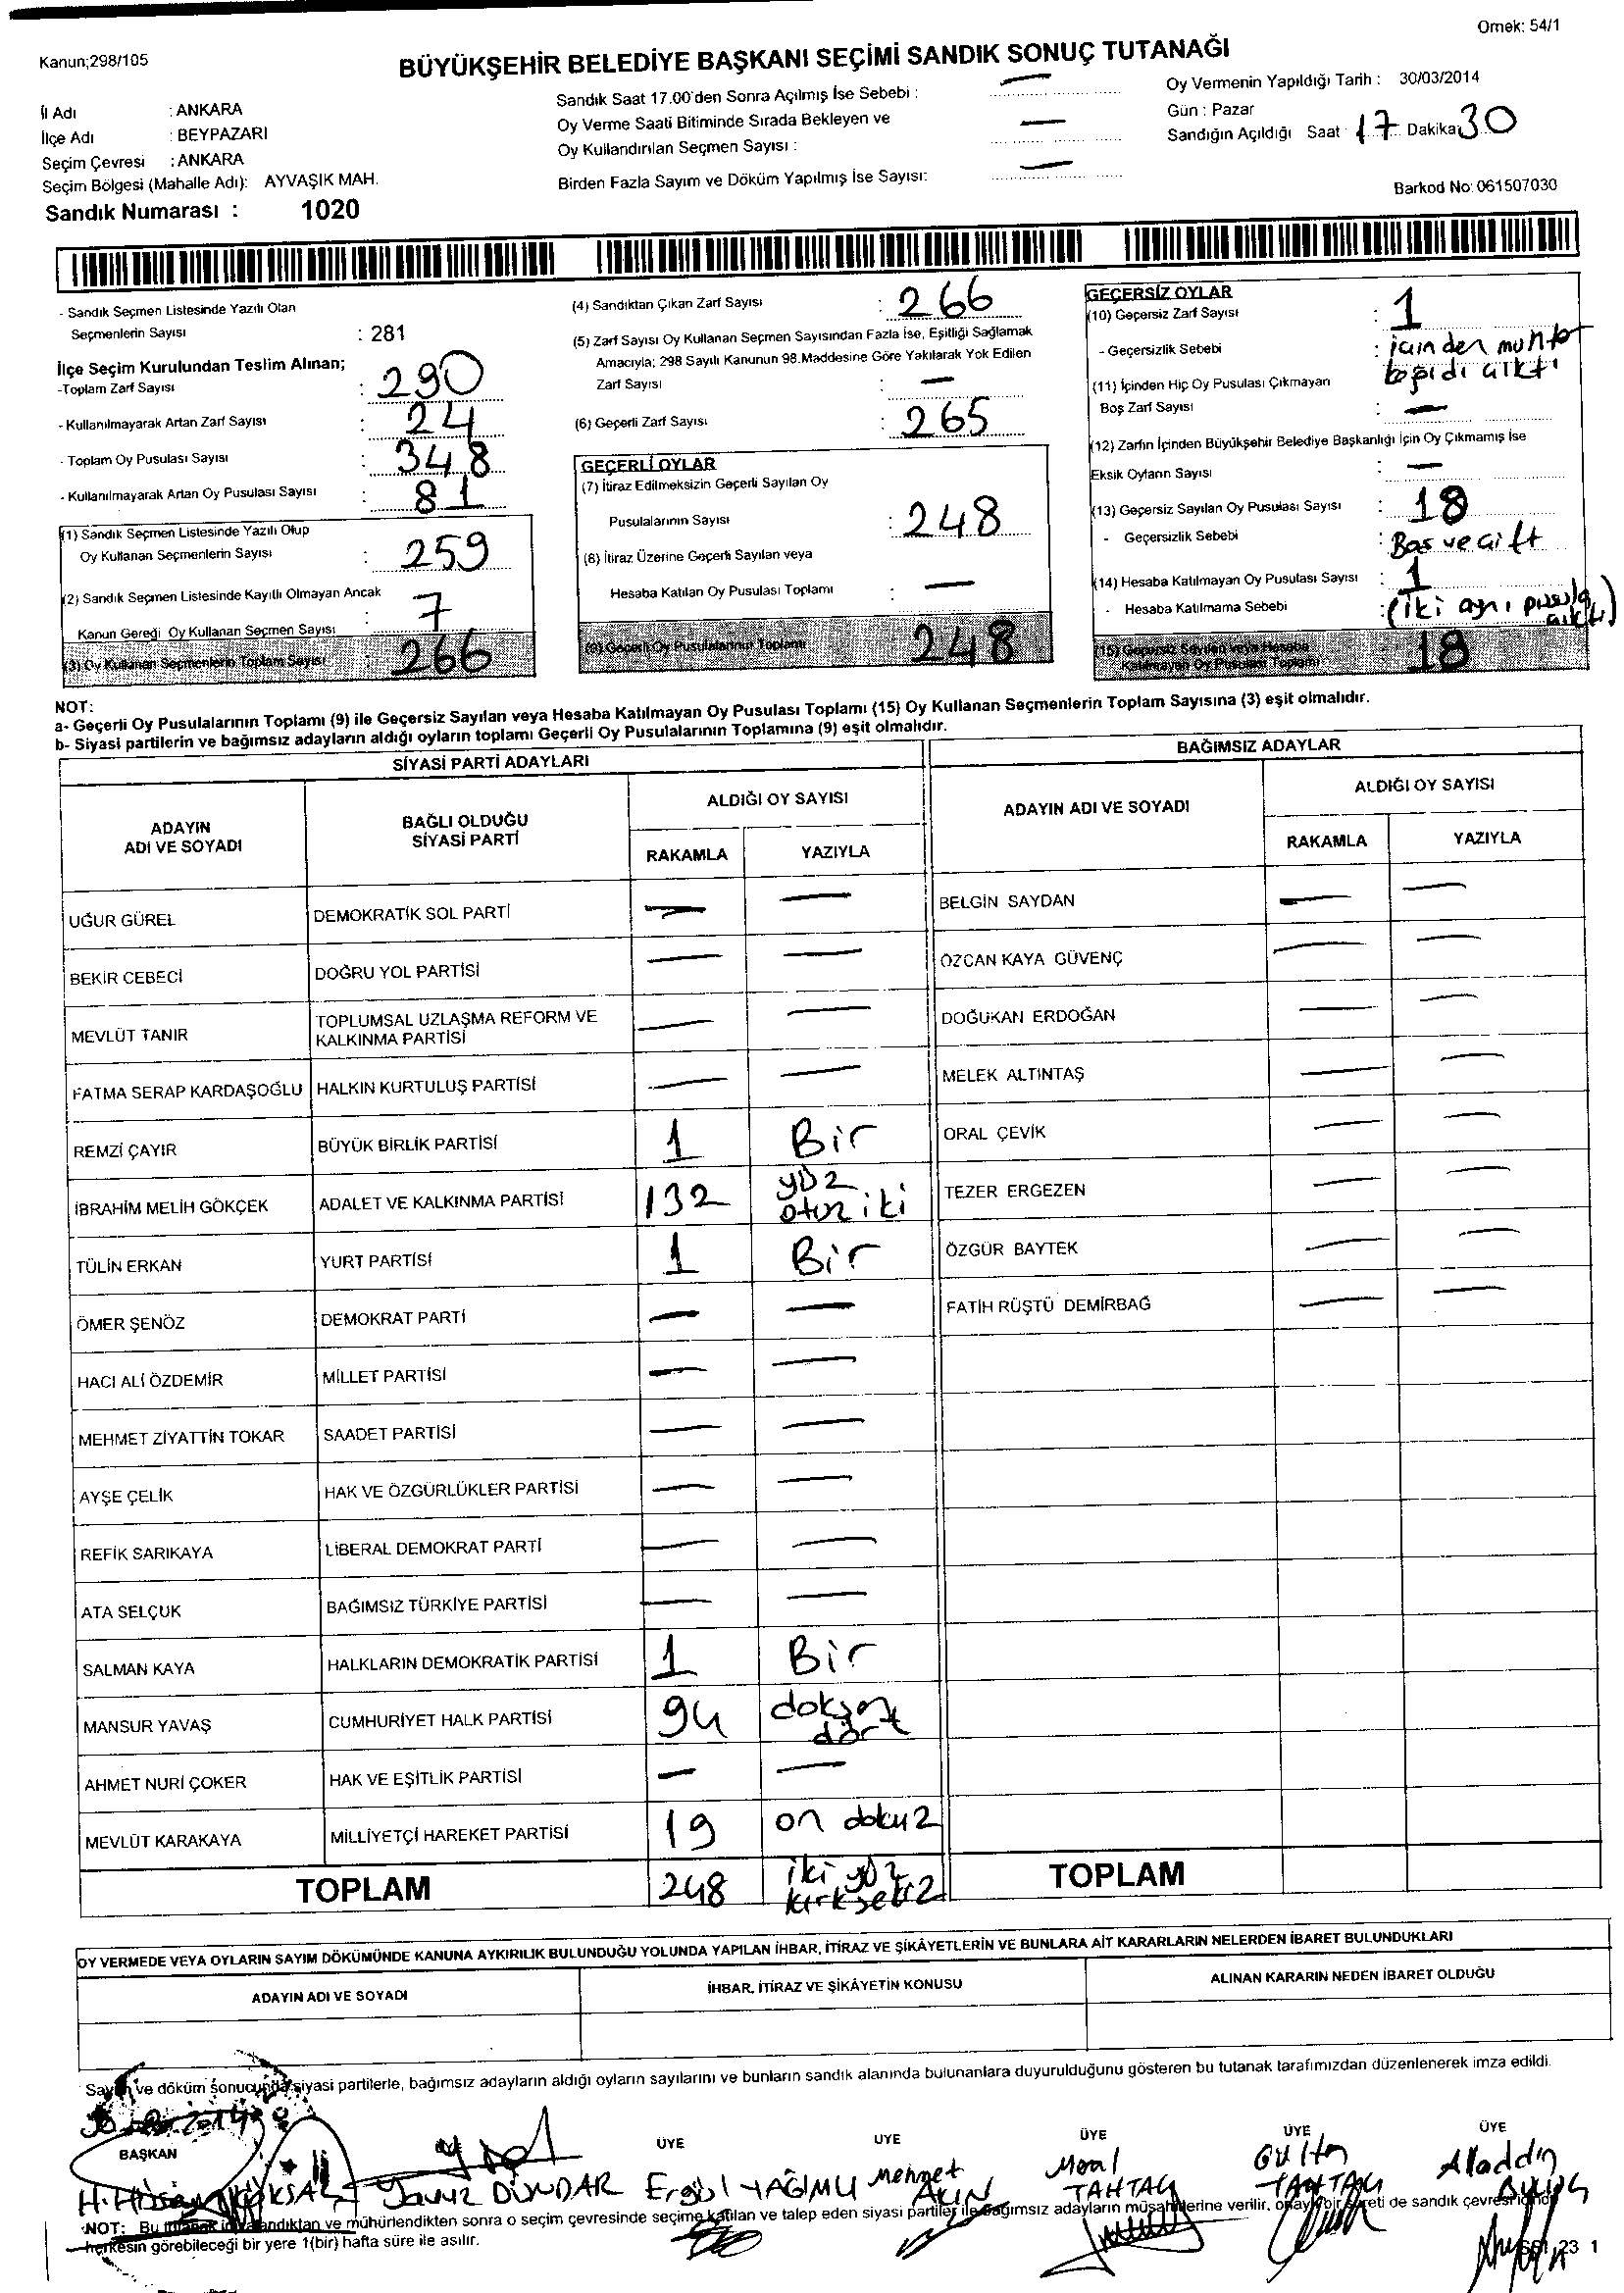 Ornek: 54/1
Kanun;298/105
BÜYÜKŞEHİR BELEDİYE BAŞKANI SEÇİMİ SANDIK SONUÇ TUTANAĞI
İl Adı : ANKARA
İlçe Adı : BEYPAZARI
Seçim Çevresi : ANKARA
Seçim Bölgesi (Mahalle Adı): AYVAŞIK MAH.
Sandık Numarası : 1020
Sandık Saat 17.00'den Sonra Açılmış İse Sebebi : —
Oy Verme Saati Bitiminde Sırada Bekleyen ve
Oy Kullandırılan Seçmen Sayısı : —
Birden Fazla Sayım ve Döküm Yapılmış İse Sayısı: —
Oy Vermenin Yapıldığı Tarih : 30/03/2014
Gün : Pazar
Sandığın Açıldığı Saat 17 Dakika 30
Barkod No: 061507030
- Sandık Seçmen Listesinde Yazılı Olan
Seçmenlerin Sayısı : 281
İlçe Seçim Kurulundan Teslim Alınan;
-Toplam Zarf Sayısı : 290
- Kullanılmayarak Artan Zarf Sayısı : 24
- Toplam Oy Pusulası Sayısı : 348
- Kullanılmayarak Artan Oy Pusulası Sayısı : 81
(1) Sandık Seçmen Listesinde Yazılı Olup
Oy Kullanan Seçmenlerin Sayısı : 259
(2) Sandık Seçmen Listesinde Kayıtlı Olmayan Ancak
Kanun Gereği Oy Kullanan Seçmen Sayısı : 7
(3) Oy Kullanan Seçmenlerin Toplam Sayısı : 266
(4) Sandıktan Çıkan Zarf Sayısı : 266
(5) Zarf Sayısı Oy Kullanan Seçmen Sayısından Fazla İse, Eşitliği Sağlamak
Amacıyla; 298 Sayılı Kanunun 98.Maddesine Göre Yakılarak Yok Edilen
Zarf Sayısı : —
(6) Geçerli Zarf Sayısı : 265
GEÇERLİ OYLAR
(7) İtiraz Edilmeksizin Geçerli Sayılan Oy
Pusulalarının Sayısı : 248
(8) İtiraz Üzerine Geçerli Sayılan veya
Hesaba Katılan Oy Pusulası Toplamı : —
(9) Geçerli Oy Pusulalarının Toplamı 248
GEÇERSİZ OYLAR
(10) Geçersiz Zarf Sayısı : 1
- Geçersizlik Sebebi : içinden muhtar
kağıdı çıktı
(11) İçinden Hiç Oy Pusulası Çıkmayan
Boş Zarf Sayısı : —
(12) Zarfın İçinden Büyükşehir Belediye Başkanlığı İçin Oy Çıkmamış İse
Eksik Oyların Sayısı : —
(13) Geçersiz Sayılan Oy Pusulası Sayısı : 18
- Geçersizlik Sebebi : Boş ve çift
(14) Hesaba Katılmayan Oy Pusulası Sayısı : 1
- Hesaba Katılmama Sebebi : (iki aynı pusula
çıktı)
(15) Geçersiz Sayılan veya Hesaba
Katılmayan Oy Pusulası Toplamı 18
NOT:
a- Geçerli Oy Pusulalarının Toplamı (9) ile Geçersiz Sayılan veya Hesaba Katılmayan Oy Pusulası Toplamı (15) Oy Kullanan Seçmenlerin Toplam Sayısına (3) eşit olmalıdır.
b- Siyasi partilerin ve bağımsız adayların aldığı oyların toplamı Geçerli Oy Pusulalarının Toplamına (9) eşit olmalıdır.
SİYASİ PARTİ ADAYLARI
ADAYIN ADI VE SOYADI BAĞLI OLDUĞU SİYASİ PARTİ ALDIĞI OY SAYISI
RAKAMLA YAZIYLA
UĞUR GÜREL DEMOKRATİK SOL PARTİ — —
BEKİR CEBECİ DOĞRU YOL PARTİSİ — —
MEVLÜT TANIR TOPLUMSAL UZLAŞMA REFORM VE KALKINMA PARTİSİ — —
FATMA SERAP KARDAŞOĞLU HALKIN KURTULUŞ PARTİSİ — —
REMZİ ÇAYIR BÜYÜK BİRLİK PARTİSİ 1 Bir
İBRAHİM MELİH GÖKÇEK ADALET VE KALKINMA PARTİSİ 132 yüz otuz iki
TÜLİN ERKAN YURT PARTİSİ 1 Bir
ÖMER ŞENÖZ DEMOKRAT PARTİ — —
HACI ALİ ÖZDEMİR MİLLET PARTİSİ — —
MEHMET ZİYATTİN TOKAR SAADET PARTİSİ — —
AYŞE ÇELİK HAK VE ÖZGÜRLÜKLER PARTİSİ — —
REFİK SARIKAYA LİBERAL DEMOKRAT PARTİ — —
ATA SELÇUK BAĞIMSIZ TÜRKİYE PARTİSİ — —
SALMAN KAYA HALKLARIN DEMOKRATİK PARTİSİ 1 Bir
MANSUR YAVAŞ CUMHURİYET HALK PARTİSİ 94 doksan dört
AHMET NURİ ÇOKER HAK VE EŞİTLİK PARTİSİ — —
MEVLÜT KARAKAYA MİLLİYETÇİ HAREKET PARTİSİ 19 on dokuz
TOPLAM 248 iki yüz kırk sekiz
BAĞIMSIZ ADAYLAR
ADAYIN ADI VE SOYADI ALDIĞI OY SAYISI
RAKAMLA YAZIYLA
BELGİN SAYDAN — —
OZCAN KAYA GÜVENÇ — —
DOĞUKAN ERDOĞAN — —
MELEK ALTINTAŞ — —
ORAL ÇEVİK — —
TEZER ERGEZEN — —
ÖZGÜR BAYTEK — —
FATİH RÜŞTÜ DEMİRBAĞ — —
TOPLAM
OY VERMEDE VEYA OYLARIN SAYIM DÖKÜMÜNDE KANUNA AYKIRILIK BULUNDUĞU YOLUNDA YAPILAN İHBAR, İTİRAZ VE ŞİKÂYETLERİN VE BUNLARA AİT KARARLARIN NELERDEN İBARET BULUNDUKLARI
ADAYIN ADI VE SOYADI İHBAR, İTİRAZ VE ŞİKÂYETİN KONUSU ALINAN KARARIN NEDEN İBARET OLDUĞU
Sayım ve döküm sonucunda siyasi partilerle, bağımsız adayların aldığı oyların sayılarını ve bunların sandık alanında bulunanlara duyurulduğunu gösteren bu tutanak tarafımızdan düzenlenerek imza edildi.
BAŞKAN ÜYE ÜYE ÜYE ÜYE ÜYE
Yavuz DÜNDAR
Mehmet AKIN
TAHTACI
Gülten TAHTACI
Aladdin
NOT: Bu tutanak imzalandıktan ve mühürlendikten sonra o seçim çevresinde seçime katılan ve talep eden siyasi partiler ile bağımsız adayların müşahitlerine verilir, onaylı bir sureti de sandık çevresi içinde
herkesin görebileceği bir yere 1(bir) hafta süre ile asılır.